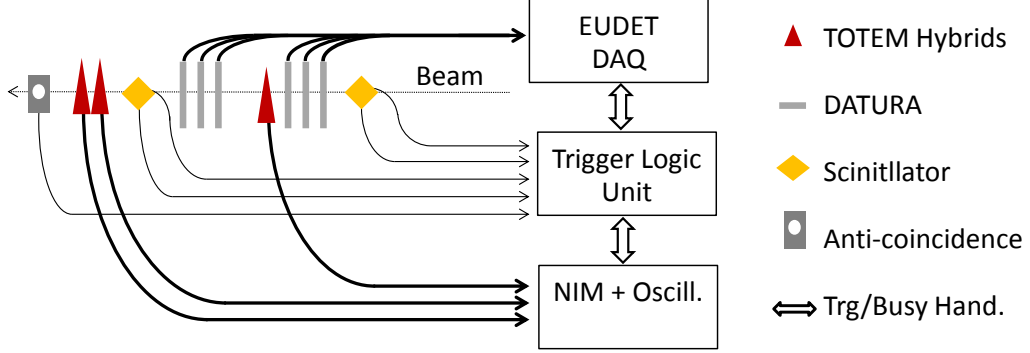 EUDET
DAQ
Beam
Trigger Logic
Unit
NIM + Oscill.
TOTEM Hybrids
DATURA
Scinitllator
Anti-coincidence
Trg/Busy Hand.